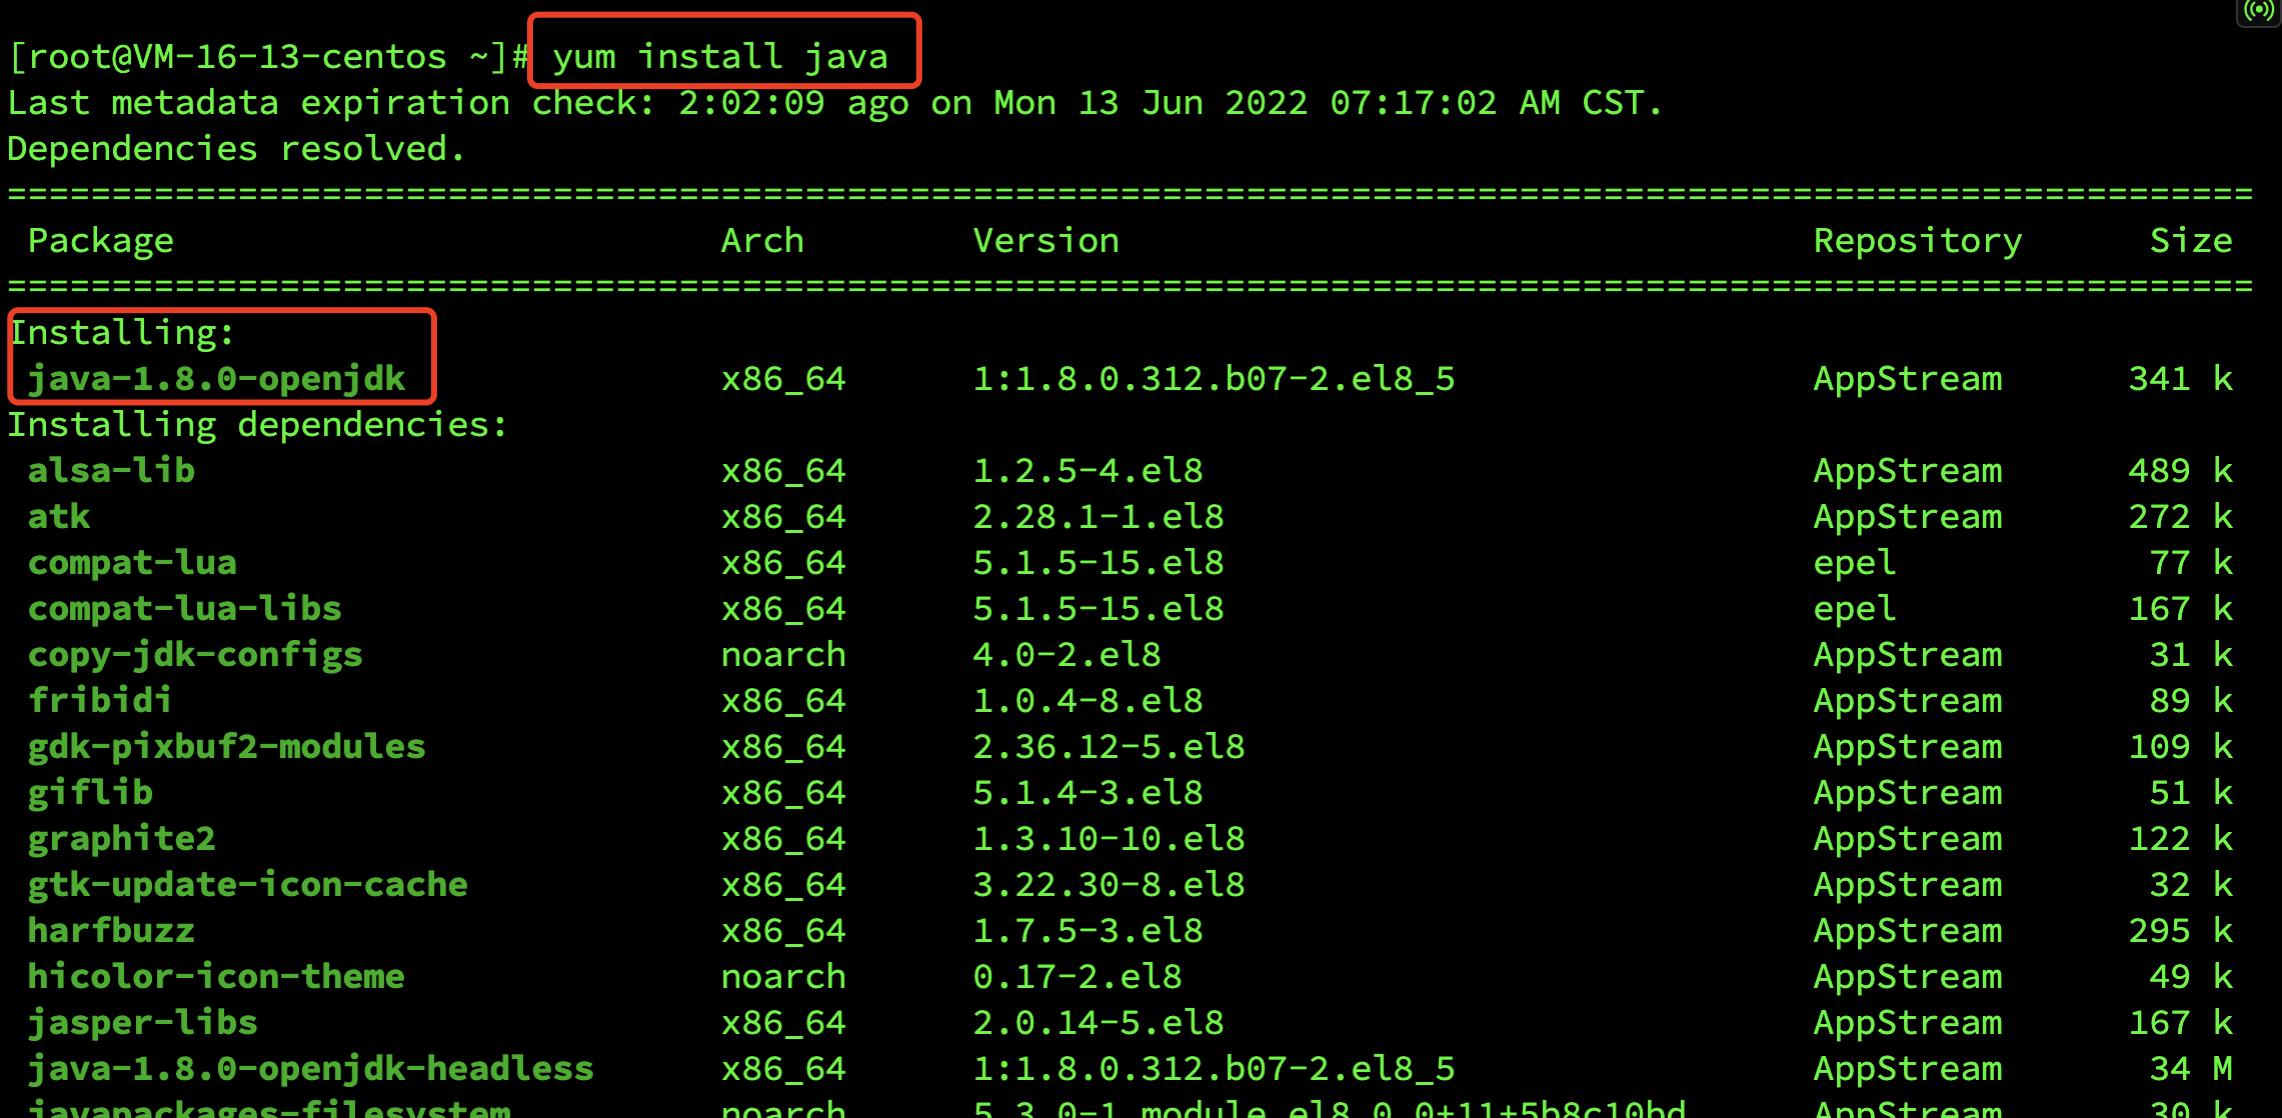 [root@VM-16-13-centos ~]# yum install java
Last metadata expiration check: 2:02:09 ago on Mon 13 Jun 2022 07:17:02 AM CST.
Dependencies resolved.
===========================================================================================================
Package Arch Version Repository Size
===========================================================================================================
Installing:
java-1.8.0-openjdk x86_64 1:1.8.0.312.b07-2.el8_5 AppStream 341 k
Installing dependencies:
alsa-lib x86_64 1.2.5-4.el8 AppStream 489 k
atk x86_64 2.28.1-1.el8 AppStream 272 k
compat-lua x86_64 5.1.5-15.el8 epel 77 k
compat-lua-libs x86_64 5.1.5-15.el8 epel 167 k
copy-jdk-configs noarch 4.0-2.el8 AppStream 31 k
fribidi x86_64 1.0.4-8.el8 AppStream 89 k
gdk-pixbuf2-modules x86_64 2.36.12-5.el8 AppStream 109 k
giflib x86_64 5.1.4-3.el8 AppStream 51 k
graphite2 x86_64 1.3.10-10.el8 AppStream 122 k
gtk-update-icon-cache x86_64 3.22.30-8.el8 AppStream 32 k
harfbuzz x86_64 1.7.5-3.el8 AppStream 295 k
hicolor-icon-theme noarch 0.17-2.el8 AppStream 49 k
jasper-libs x86_64 2.0.14-5.el8 AppStream 167 k
java-1.8.0-openjdk-headless x86_64 1:1.8.0.312.b07-2.el8_5 AppStream 34 M
javapackages-filesystem noarch 5.3.0-1.module_el8.0.0+11+5b8c10bd AppStream 30 k